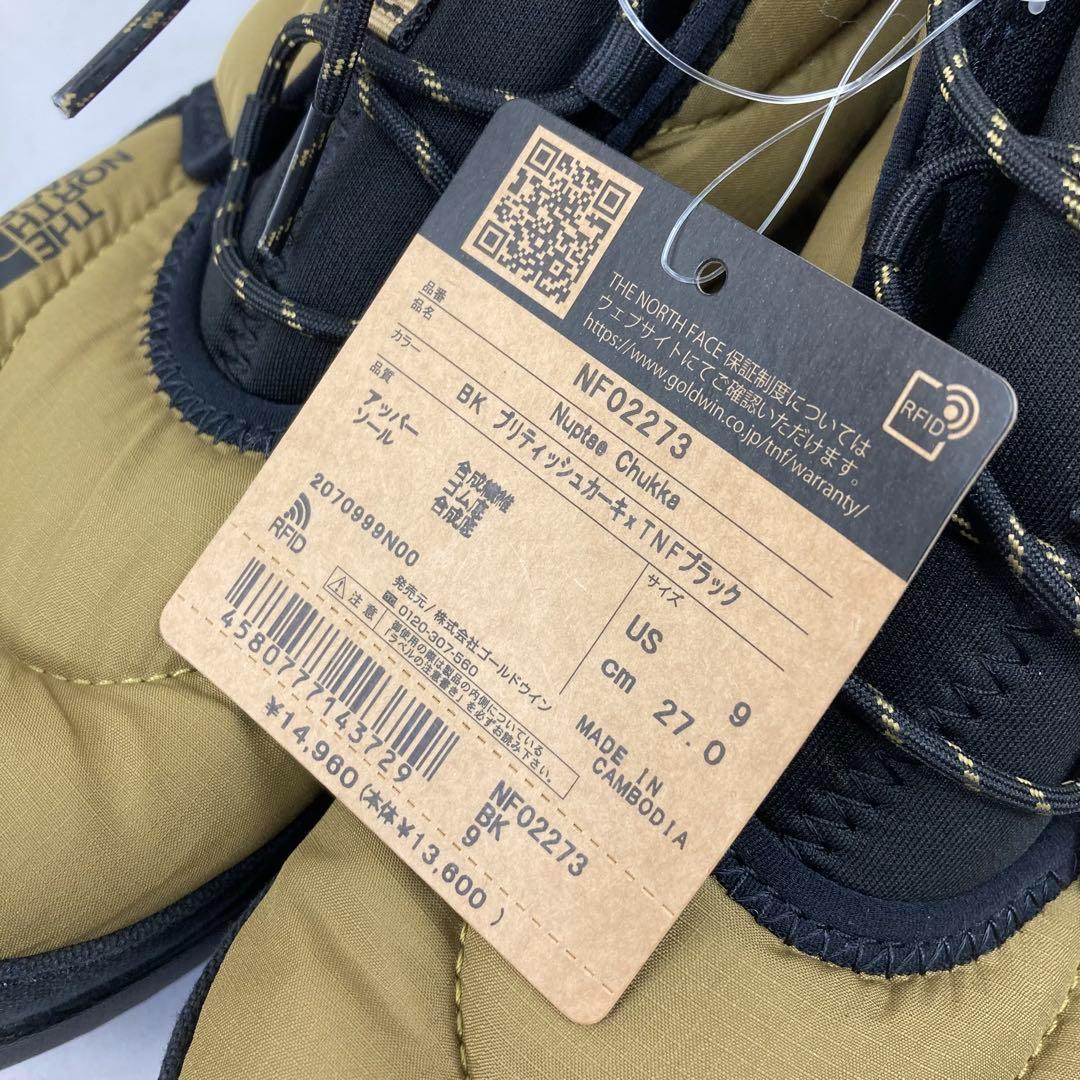 THE NORTH FACE 保証制度については
ウェブサイトにてご確認いただけます。
https://www.goldwin.co.jp/tnf/warranty/
RFID
品番 NF02273
品名 Nuptse Chukka
カラー BK ブリティッシュカーキxTNFブラック
品質
アッパー 合成繊維
ソール ゴム底
合成底
サイズ
US 9
cm 27.0
2070999N00
RFID
MADE IN
CAMBODIA
発売元/株式会社ゴールドウイン
0120-307-560
注意
御使用の際は製品の内側についている
「ラベルの注意書き」を必ずお読み下さい。
4580771143729
NF02273
BK
9
¥14,960(本体¥13,600)
THE
NORTH